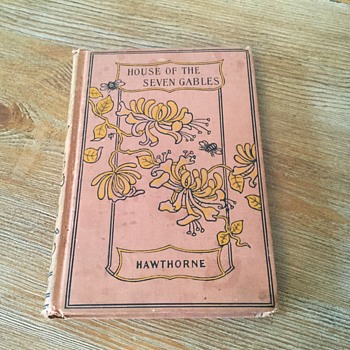 HOUSE OF THE
SEVEN GABLES
HAWTHORNE